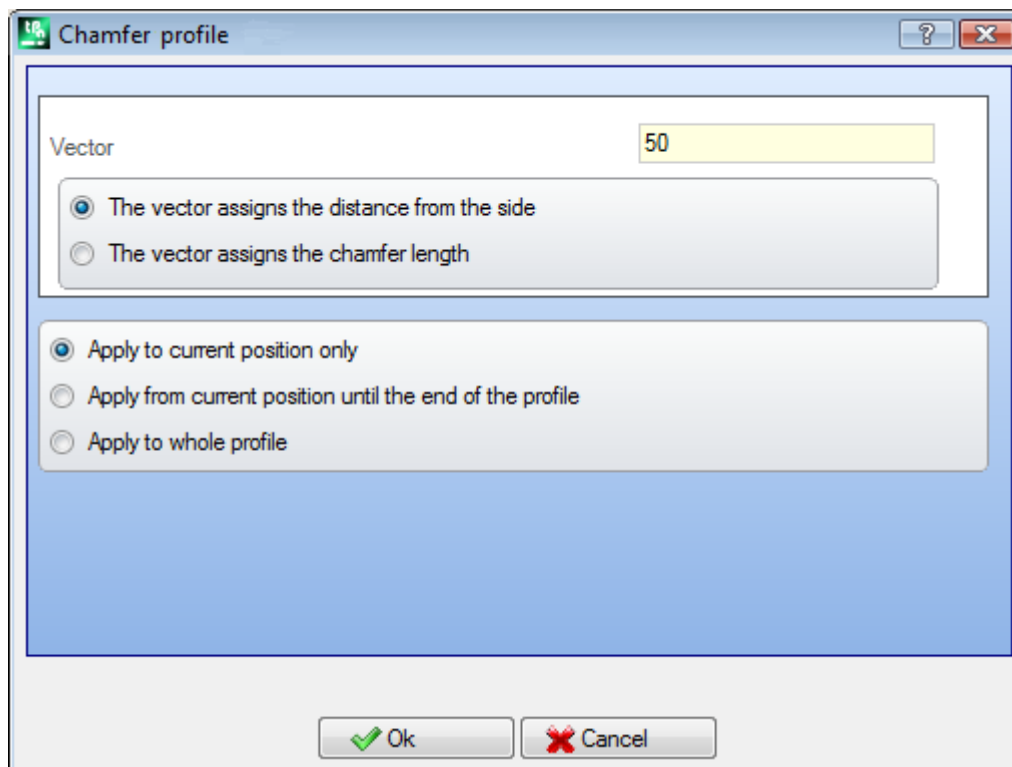 Chamfer profile
Vector 50
The vector assigns the distance from the side
The vector assigns the chamfer length
Apply to current position only
Apply from current position until the end of the profile
Apply to whole profile
Ok Cancel